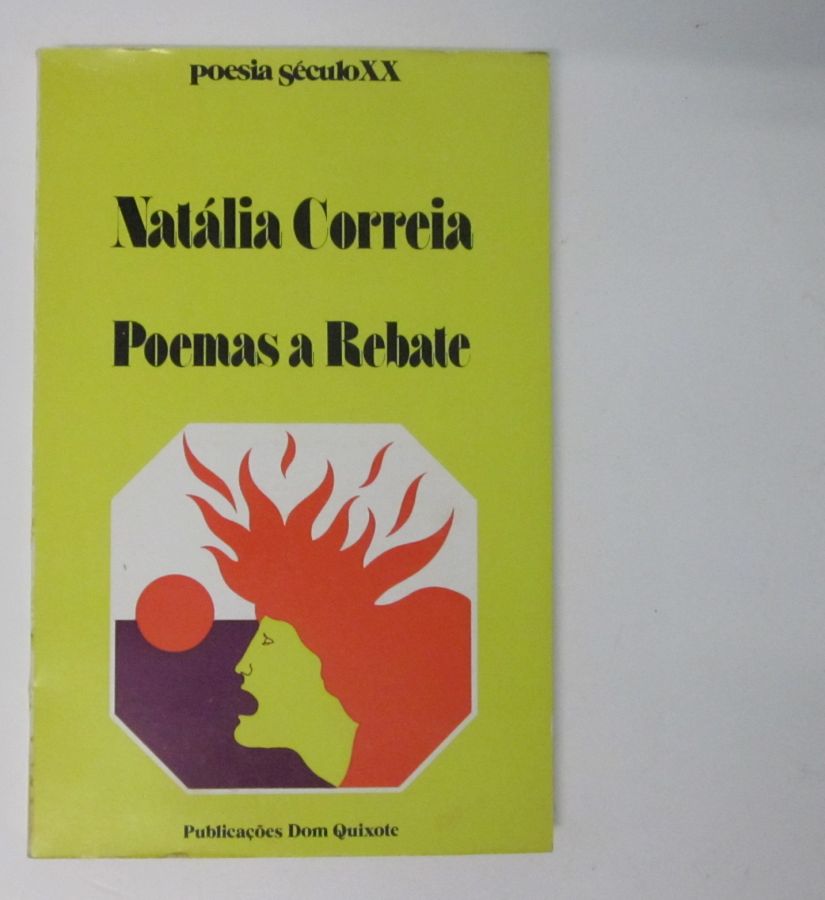 poesia séculoXX
Natália Correia
Poemas a Rebate
Publicações Dom Quixote